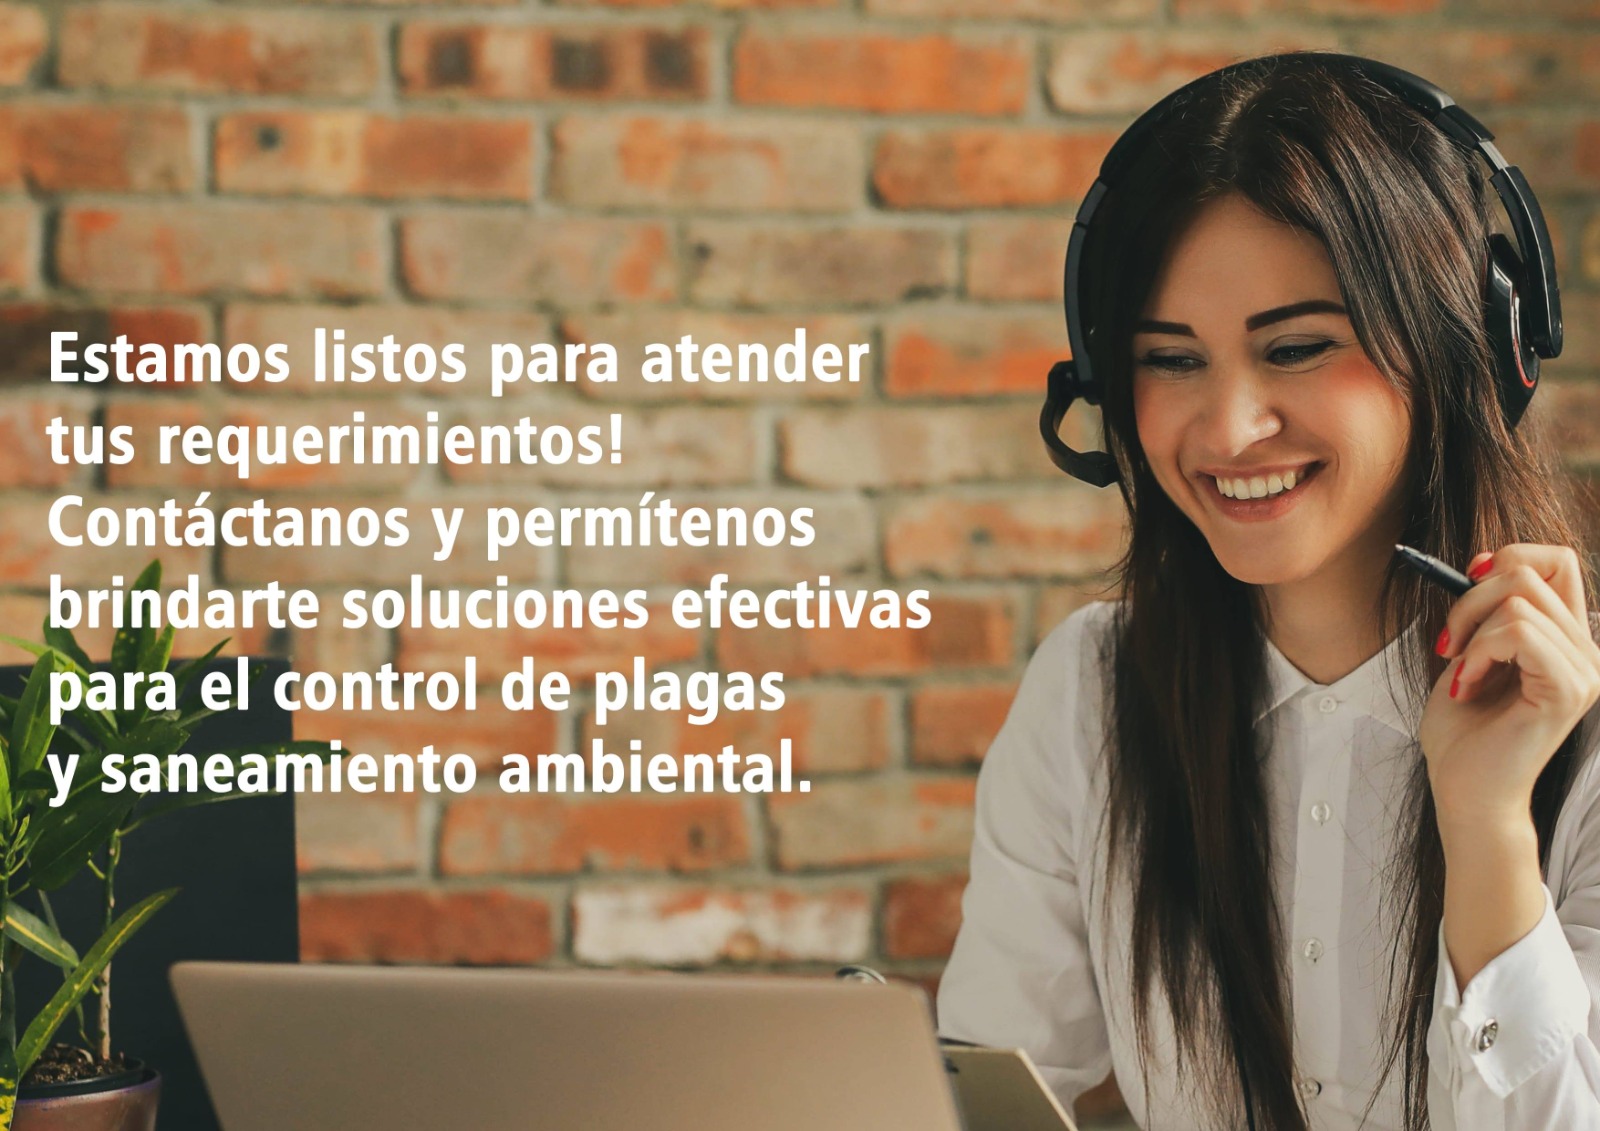 Estamos listos para atender
tus requerimientos!
Contáctanos y permítenos
brindarte soluciones efectivas
para el control de plagas
y saneamiento ambiental.